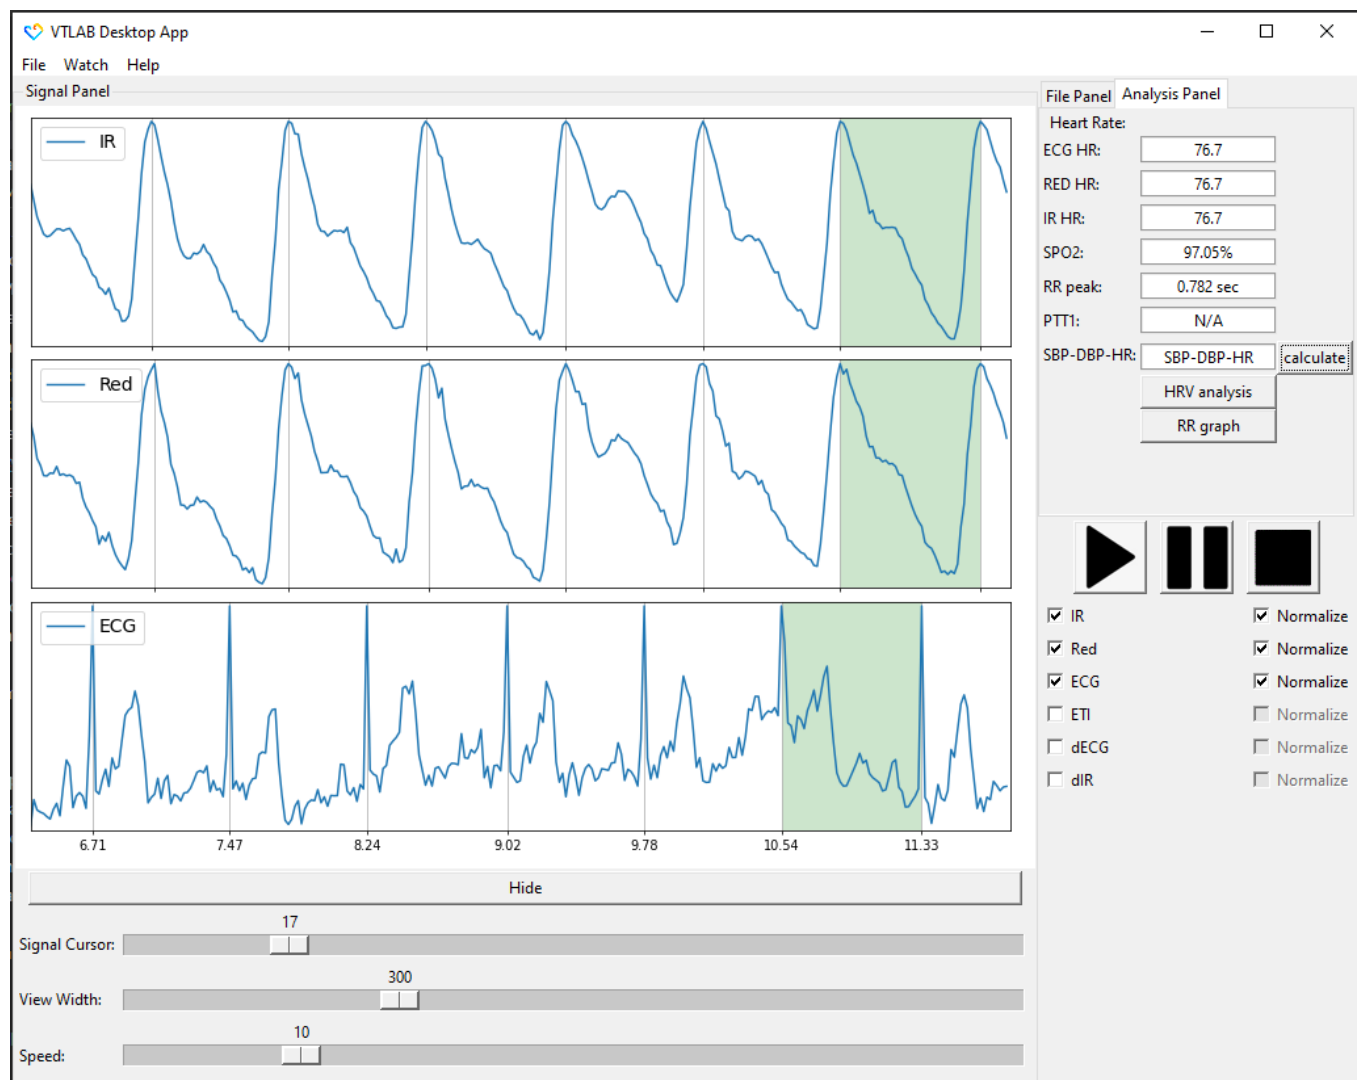 VTLAB Desktop App
File Watch Help
Signal Panel
IR
Red
ECG
6.71 7.47 8.24 9.02 9.78 10.54 11.33
Hide
17
Signal Cursor:
300
View Width:
10
Speed:
File Panel Analysis Panel
Heart Rate:
ECG HR: 76.7
RED HR: 76.7
IR HR: 76.7
SPO2: 97.05%
RR peak: 0.782 sec
PTT1: N/A
SBP-DBP-HR: SBP-DBP-HR calculate
HRV analysis
RR graph
IR Normalize
Red Normalize
ECG Normalize
ETI Normalize
dECG Normalize
dIR Normalize